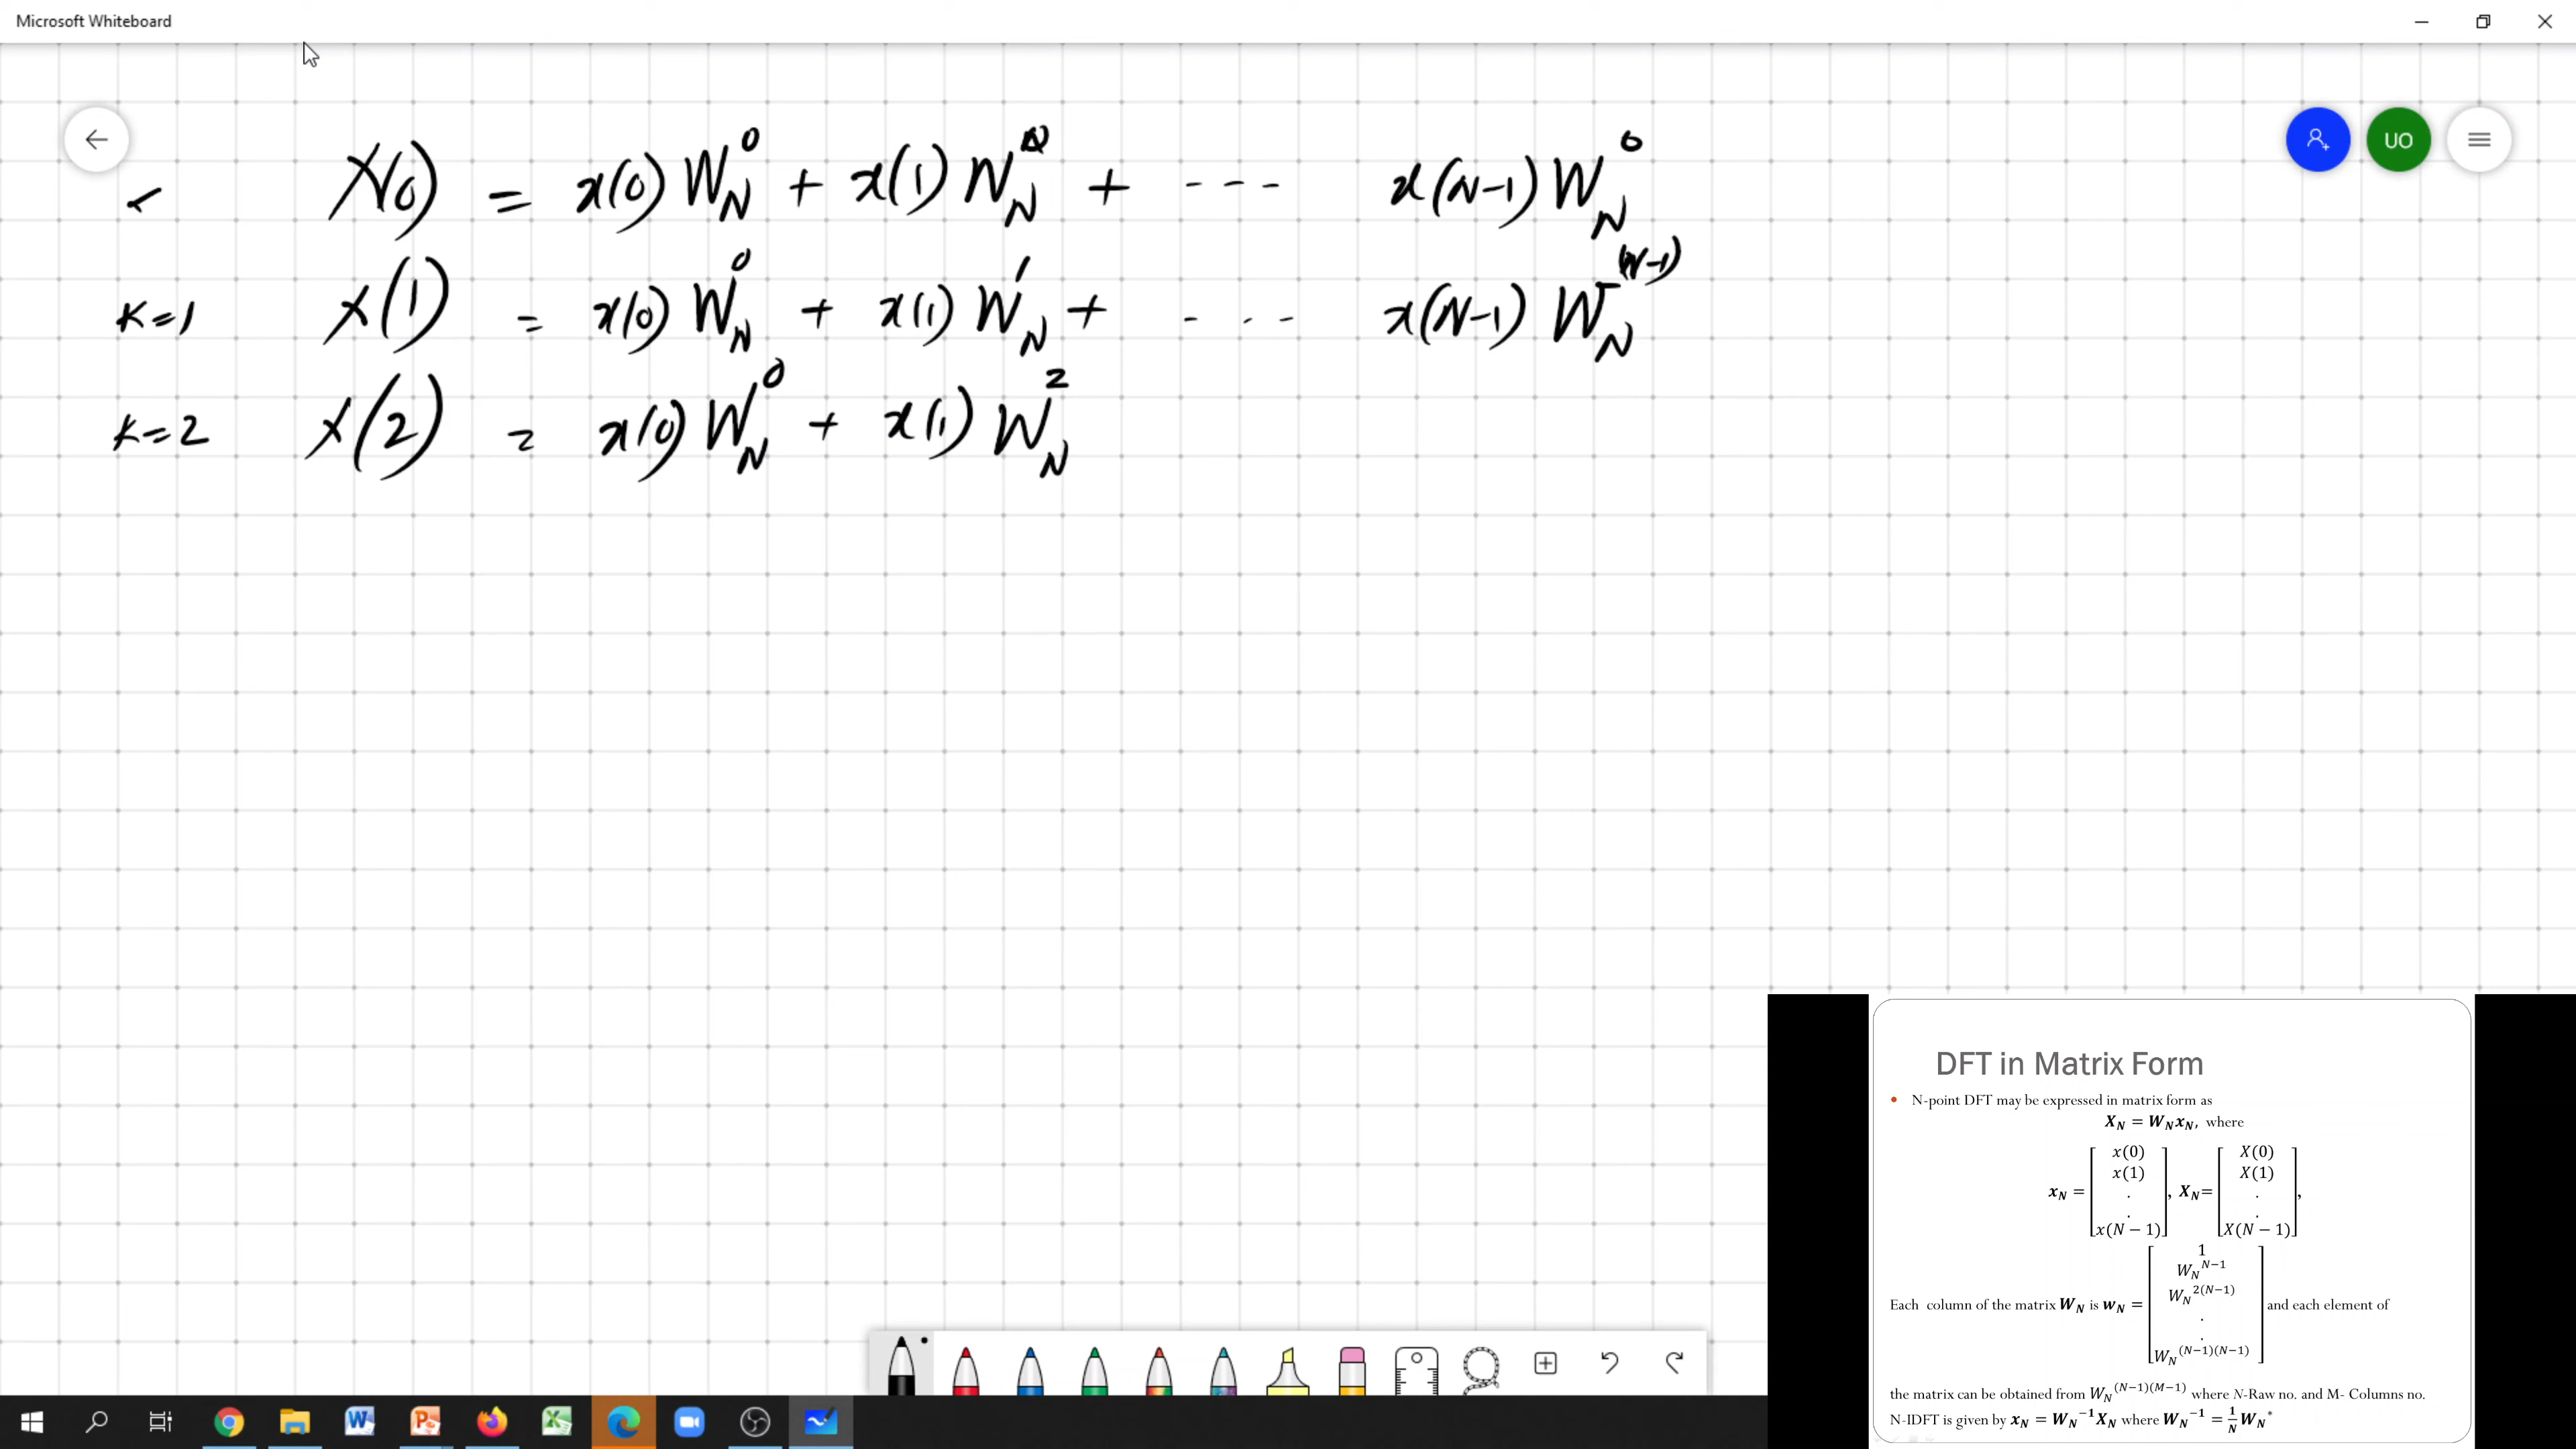 Microsoft Whiteboard
UO
X(0) = x(0) W_N^0 + x(1) W_N^0 + --- x(N-1) W_N^0
K=1 X(1) = x(0) W_N^0 + x(1) W_N^1 + --- x(N-1) W_N^(N-1)
K=2 X(2) = x(0) W_N^0 + x(1) W_N^2
DFT in Matrix Form
• N-point DFT may be expressed in matrix form as
X_N = W_N x_N, where
x_N = [x(0) x(1) . . x(N − 1)], X_N = [X(0) X(1) . . X(N − 1)],
Each column of the matrix W_N is w_N = [1 W_N^(N−1) W_N^(2(N−1)) . . W_N^((N−1)(N−1))] and each element of
the matrix can be obtained from W_N^((N−1)(M−1)) where N-Raw no. and M- Columns no.
N-IDFT is given by x_N = W_N^(−1) X_N where W_N^(−1) = 1/N W_N^*